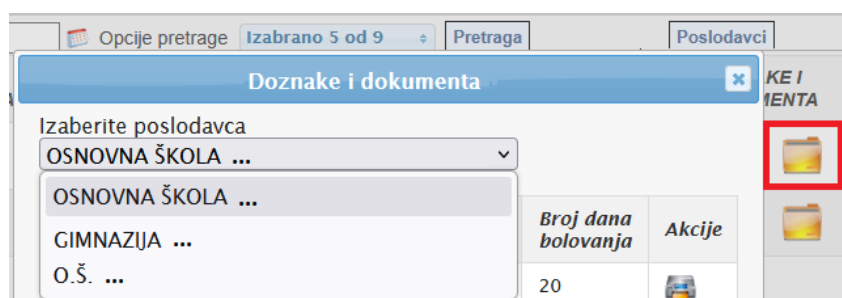 Opcije pretrage Izabrano 5 od 9 Pretraga Poslodavci
Doznake i dokumenta
KE I
Izaberite poslodavca
OSNOVNA ŠKOLA ...
OSNOVNA ŠKOLA ...
GIMNAZIJA ...
O.Š. ...
Broj dana
bolovanja
Akcije
20